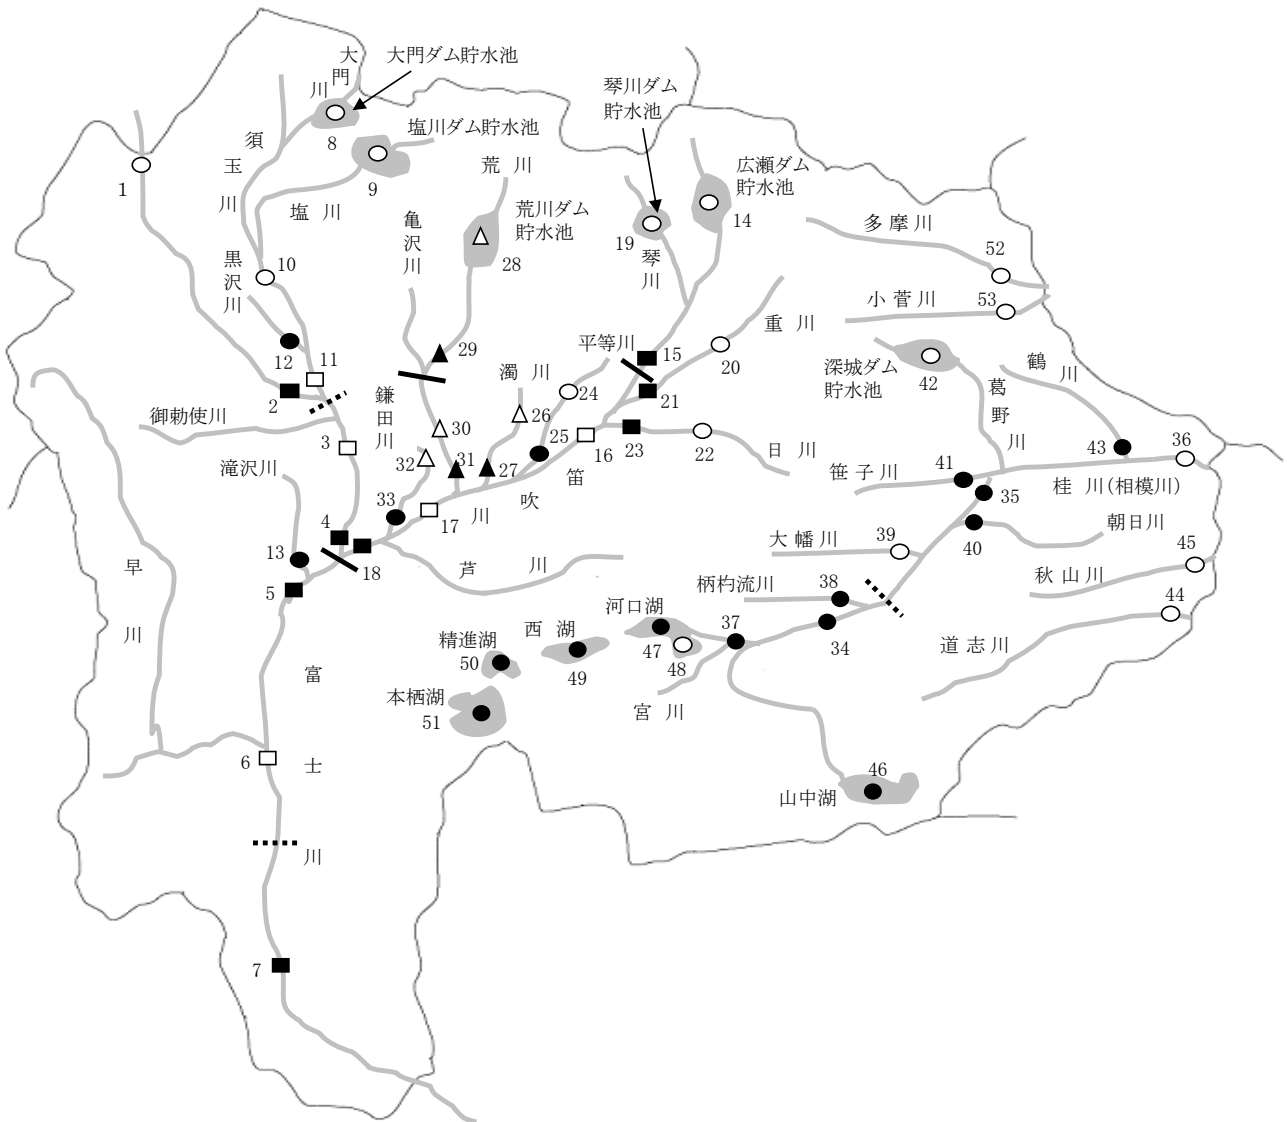 大門川
大門ダム貯水池
8
須玉川
塩川ダム貯水池
9
塩川
1
10
黒沢川
12
11
2
御勅使川
3
滝沢川
13
4
5
18
早川
富士川
6
7
荒川
荒川ダム
貯水池
28
亀沢川
29
鎌田川
30
31
32
33
17
濁川
26
27
平等川
24
25
笛吹川
16
芦川
琴川ダム
貯水池
19
琴川
広瀬ダム
貯水池
14
15
21
重川
20
23
22
日川
多摩川
52
小菅川
53
深城ダム
貯水池
42
葛野川
鶴川
43
36
笹子川
41
35
桂川(相模川)
朝日川
40
大幡川
39
柄杓流川
38
34
37
秋山川
45
道志川
44
河口湖
47
48
西湖
49
精進湖
50
本栖湖
51
宮川
46
山中湖